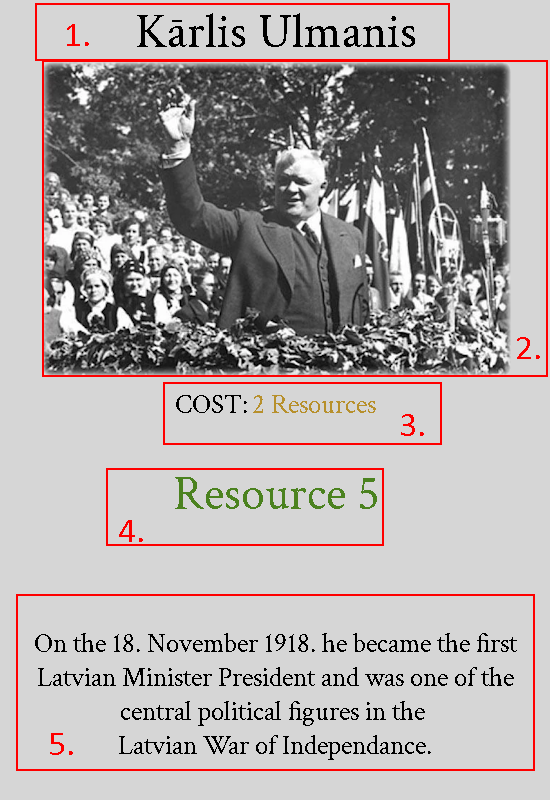 1. Kārlis Ulmanis
2.
COST: 2 Resources
3.
Resource 5
4.
On the 18. November 1918. he became the first
Latvian Minister President and was one of the
central political figures in the
5. Latvian War of Independance.